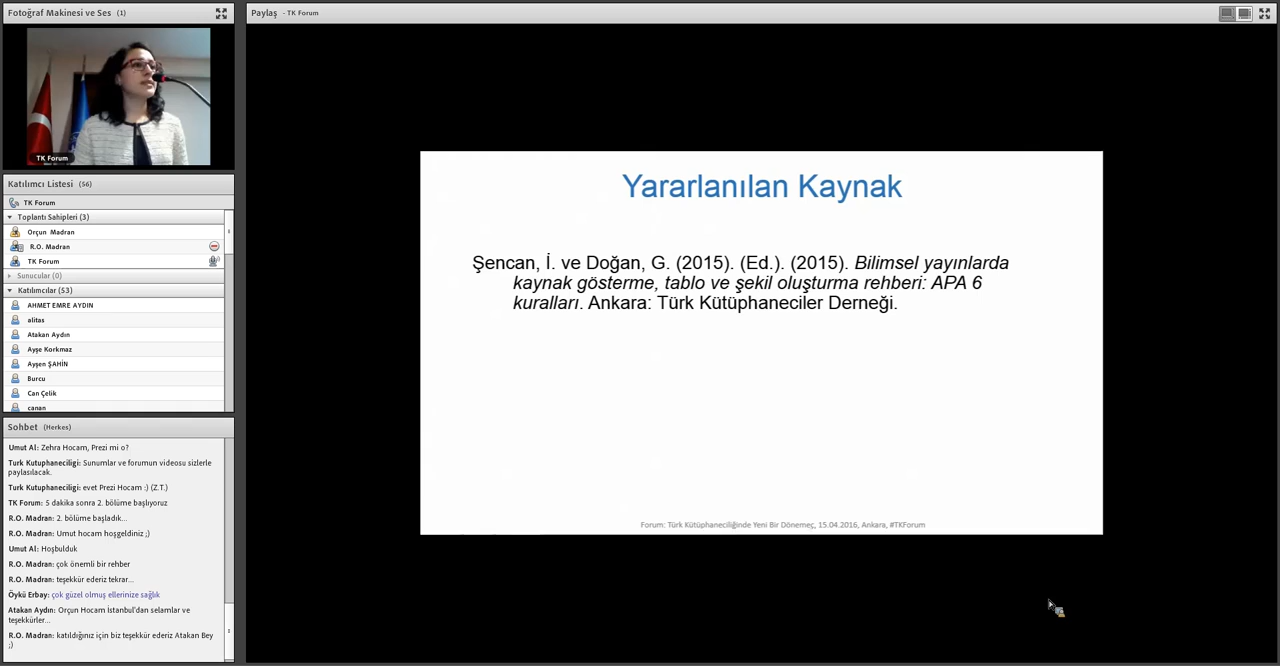 Fotoğraf Makinesi ve Ses (1)
TK Forum
Katılımcı Listesi (56)
TK Forum
Toplantı Sahipleri (3)
Orçun Madran
R.O. Madran
TK Forum
Sunucular (0)
Katılımcılar (53)
AHMET EMRE AYDIN
alitas
Atakan Aydın
Ayşe Korkmaz
Ayşen ŞAHİN
Burcu
Can Çelik
canan
Sohbet (Herkes)
Umut Al: Zehra Hocam, Prezi mi o?
Turk Kutuphaneciligi: Sunumlar ve forumun videosu sizlerle
paylasılacak.
Turk Kutuphaneciligi: evet Prezi Hocam :) (Z.T.)
TK Forum: 5 dakika sonra 2. bölüme başlıyoruz
R.O. Madran: 2. bölüme başladık...
R.O. Madran: Umut hocam hoşgeldiniz ;)
Umut Al: Hoşbulduk
R.O. Madran: çok önemli bir rehber
R.O. Madran: teşekkür ederiz tekrar...
Öykü Erbay: çok güzel olmuş ellerinize sağlık
Atakan Aydın: Orçun Hocam İstanbul'dan selamlar ve
teşekkürler...
R.O. Madran: katıldığınız için biz teşekkür ederiz Atakan Bey
;)
Paylaş - TK Forum
Yararlanılan Kaynak
Şencan, İ. ve Doğan, G. (2015). (Ed.). (2015). Bilimsel yayınlarda
kaynak gösterme, tablo ve şekil oluşturma rehberi: APA 6
kuralları. Ankara: Türk Kütüphaneciler Derneği.
Forum: Türk Kütüphaneciliğinde Yeni Bir Dönemeç, 15.04.2016, Ankara, #TKForum